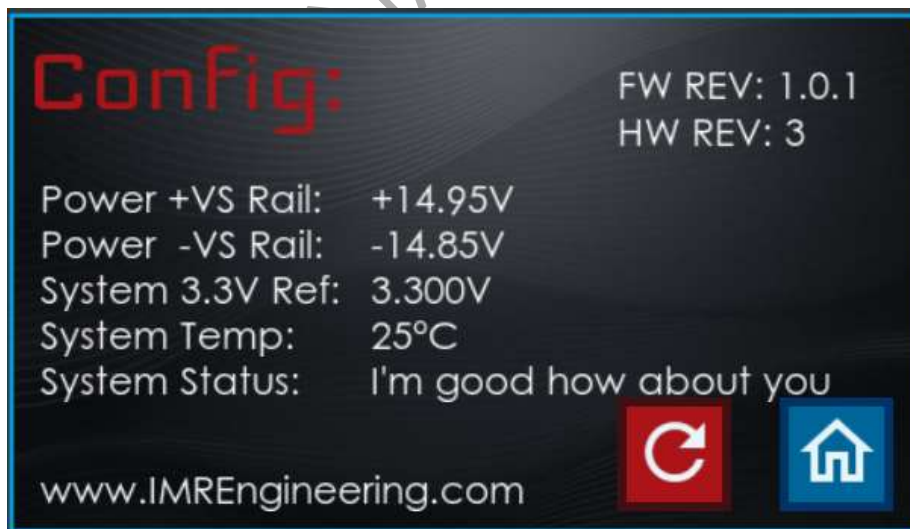 Config:
FW REV: 1.0.1
HW REV: 3
Power +VS Rail: +14.95V
Power -VS Rail: -14.85V
System 3.3V Ref: 3.300V
System Temp: 25ºC
System Status: I'm good how about you
www.IMREngineering.com